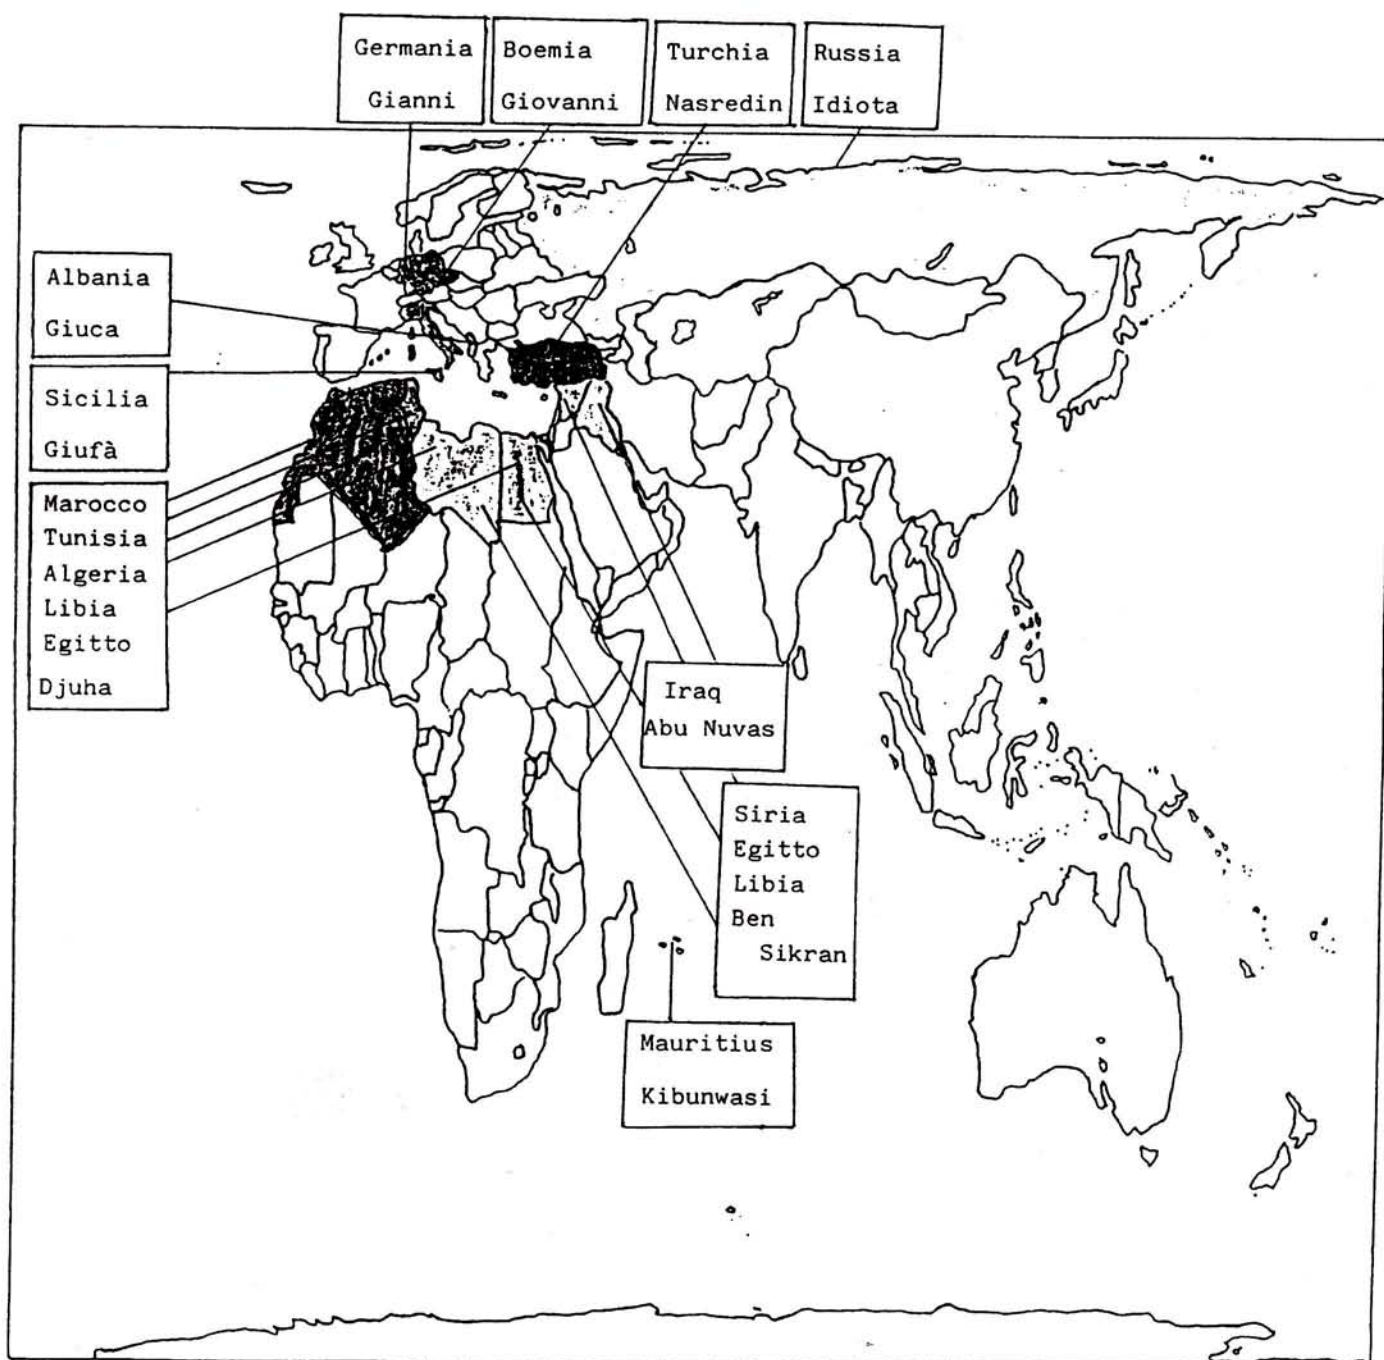 Germania
Gianni
Boemia
Giovanni
Turchia
Nasredin
Russia
Idiota
Albania
Giuca
Sicilia
Giufà
Marocco
Tunisia
Algeria
Libia
Egitto
Djuha
Iraq
Abu Nuvas
Siria
Egitto
Libia
Ben
Sikran
Mauritius
Kibunwasi